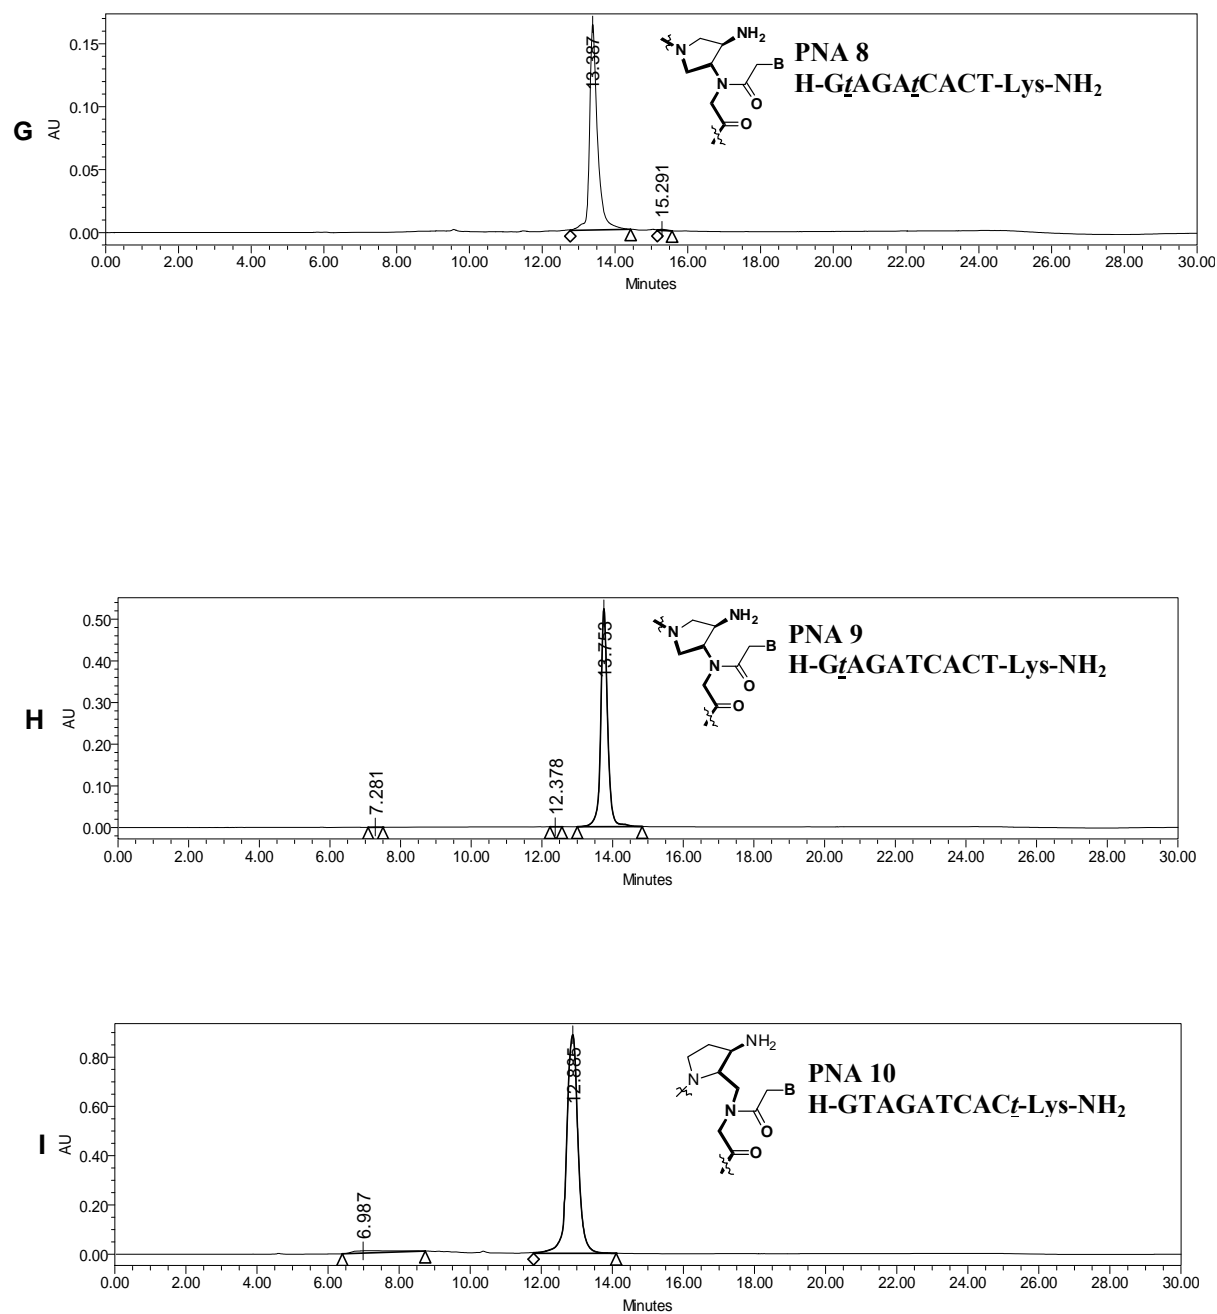 G
AU
0.15
0.10
0.05
0.00
13.387
15.291
N
NH₂
B
N
O
O
PNA 8
H-GtAGAtCACT-Lys-NH₂
0.00 2.00 4.00 6.00 8.00 10.00 12.00 14.00 16.00 18.00 20.00 22.00 24.00 26.00 28.00 30.00
Minutes
H
AU
0.50
0.40
0.30
0.20
0.10
0.00
7.281
12.378
13.753
N
NH₂
B
N
O
O
PNA 9
H-GtAGATCACT-Lys-NH₂
0.00 2.00 4.00 6.00 8.00 10.00 12.00 14.00 16.00 18.00 20.00 22.00 24.00 26.00 28.00 30.00
Minutes
I
AU
0.80
0.60
0.40
0.20
0.00
6.987
12.885
NH₂
N
B
N
O
O
PNA 10
H-GTAGATCACt-Lys-NH₂
0.00 2.00 4.00 6.00 8.00 10.00 12.00 14.00 16.00 18.00 20.00 22.00 24.00 26.00 28.00 30.00
Minutes